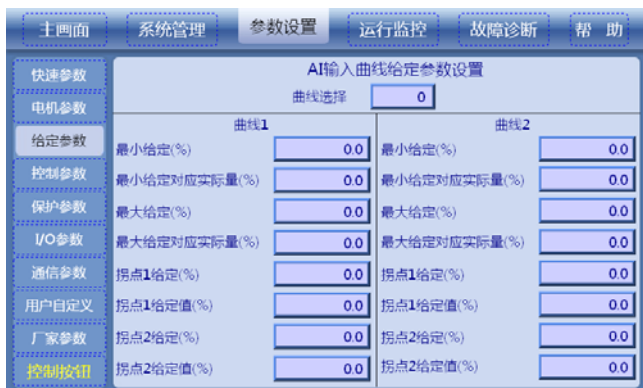 主画面 系统管理 参数设置 运行监控 故障诊断 帮 助
快速参数
电机参数
给定参数
控制参数
保护参数
I/O参数
通信参数
用户自定义
厂家参数
控制按钮
AI输入曲线给定参数设置
曲线选择 0
曲线1
最小给定(%) 0.0
最小给定对应实际量(%) 0.0
最大给定(%) 0.0
最大给定对应实际量(%) 0.0
拐点1给定(%) 0.0
拐点1给定值(%) 0.0
拐点2给定(%) 0.0
拐点2给定值(%) 0.0
曲线2
最小给定(%) 0.0
最小给定对应实际量(%) 0.0
最大给定(%) 0.0
最大给定对应实际量(%) 0.0
拐点1给定(%) 0.0
拐点1给定值(%) 0.0
拐点2给定(%) 0.0
拐点2给定值(%) 0.0